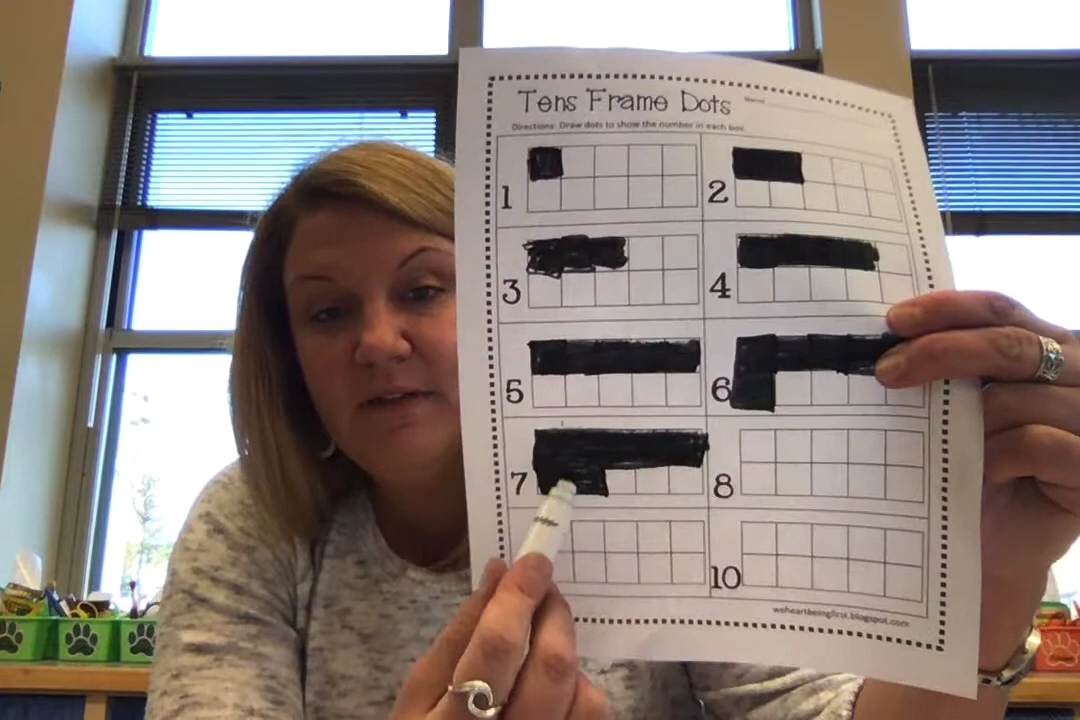 Tens Frame Dots
Name
Directions: Draw dots to show the number in each box.
1
2
3
4
5
6
7
8
10
weheartbeingfirst.blogspot.com